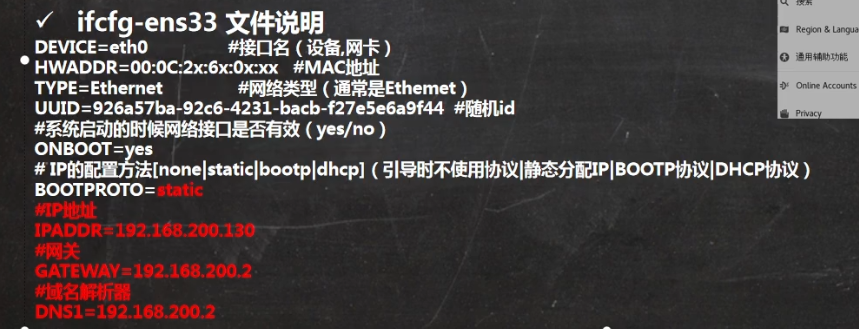 ✓ ifcfg-ens33 文件说明
DEVICE=eth0 #接口名（设备,网卡）
HWADDR=00:0C:2x:6x:0x:xx #MAC地址
TYPE=Ethernet #网络类型（通常是Ethemet）
UUID=926a57ba-92c6-4231-bacb-f27e5e6a9f44 #随机id
#系统启动的时候网络接口是否有效（yes/no）
ONBOOT=yes
# IP的配置方法[none|static|bootp|dhcp]（引导时不使用协议|静态分配IP|BOOTP协议|DHCP协议）
BOOTPROTO=static
#IP地址
IPADDR=192.168.200.130
#网关
GATEWAY=192.168.200.2
#域名解析器
DNS1=192.168.200.2
搜索
Region & Langua
通用辅助功能
Online Accounts
Privacy